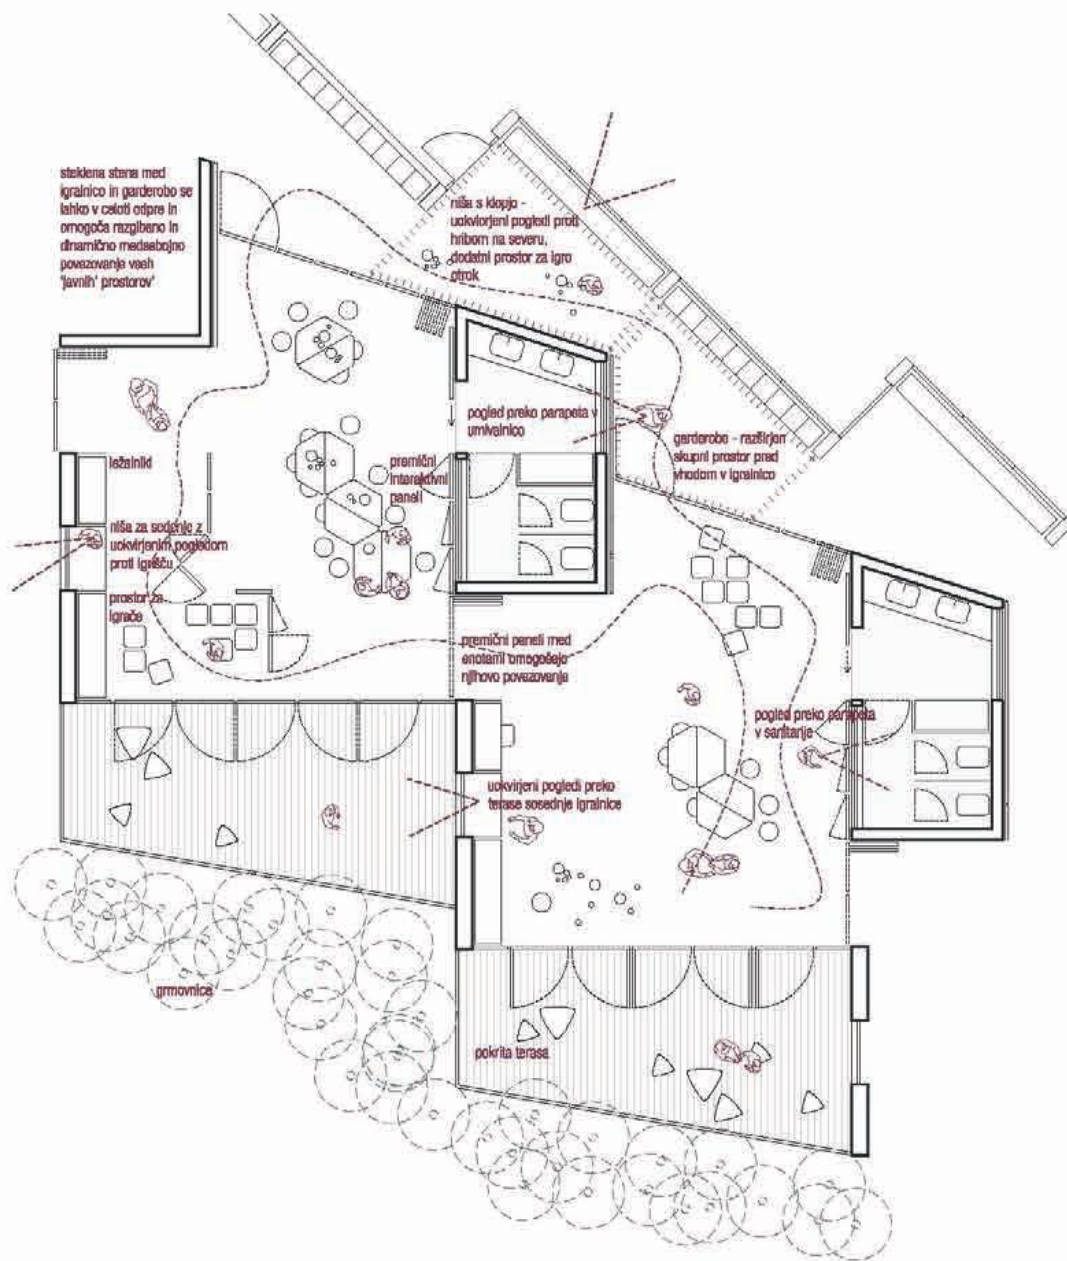 steklena stena med
igralnico in garderobo se
lahko v celoti odpre in
omogoča razgibano in
dinamično medsebojno
povezovanje vseh
'javnih' prostorov'
niša s klopjo -
uokvirjeni pogledi proti
hribom na severu,
dodatni prostor za igro
otrok
pogled preko parapeta v
umivalnico
garderobe - razširjen
skupni prostor pred
vhodom v igralnico
ležalniki
premični
interaktivni
paneli
niša za sedenje z
uokvirjenim pogledom
proti igrišču
prostor za
igrače
premični paneli med
enotami omogočajo
njihovo povezovanje
pogled preko parapeta
v sanitarije
uokvirjeni pogledi preko
terase sosednje igralnice
grmovnice
pokrita terasa